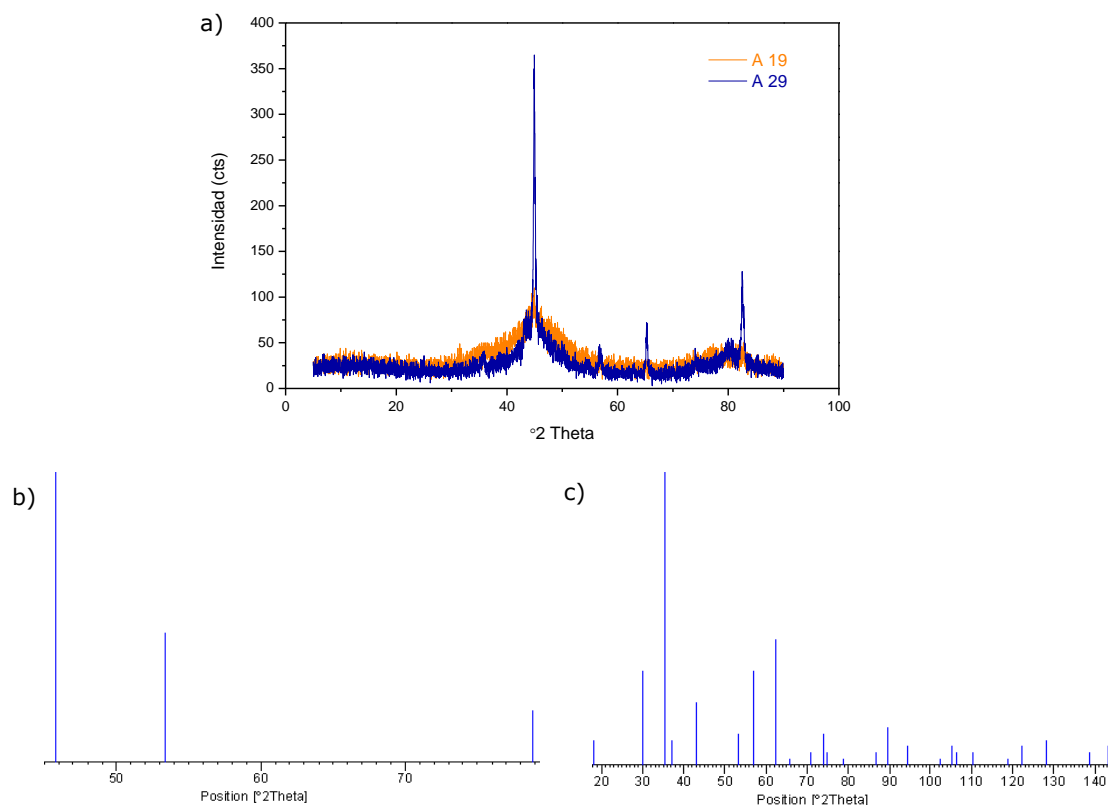 a)
400
350
300
250
200
150
100
50
0
Intensidad (cts)
A 19
A 29
0 20 40 60 80 100
°2 Theta
b)
50 60 70
Position [°2Theta]
c)
20 30 40 50 60 70 80 90 100 110 120 130 140
Position [°2Theta]